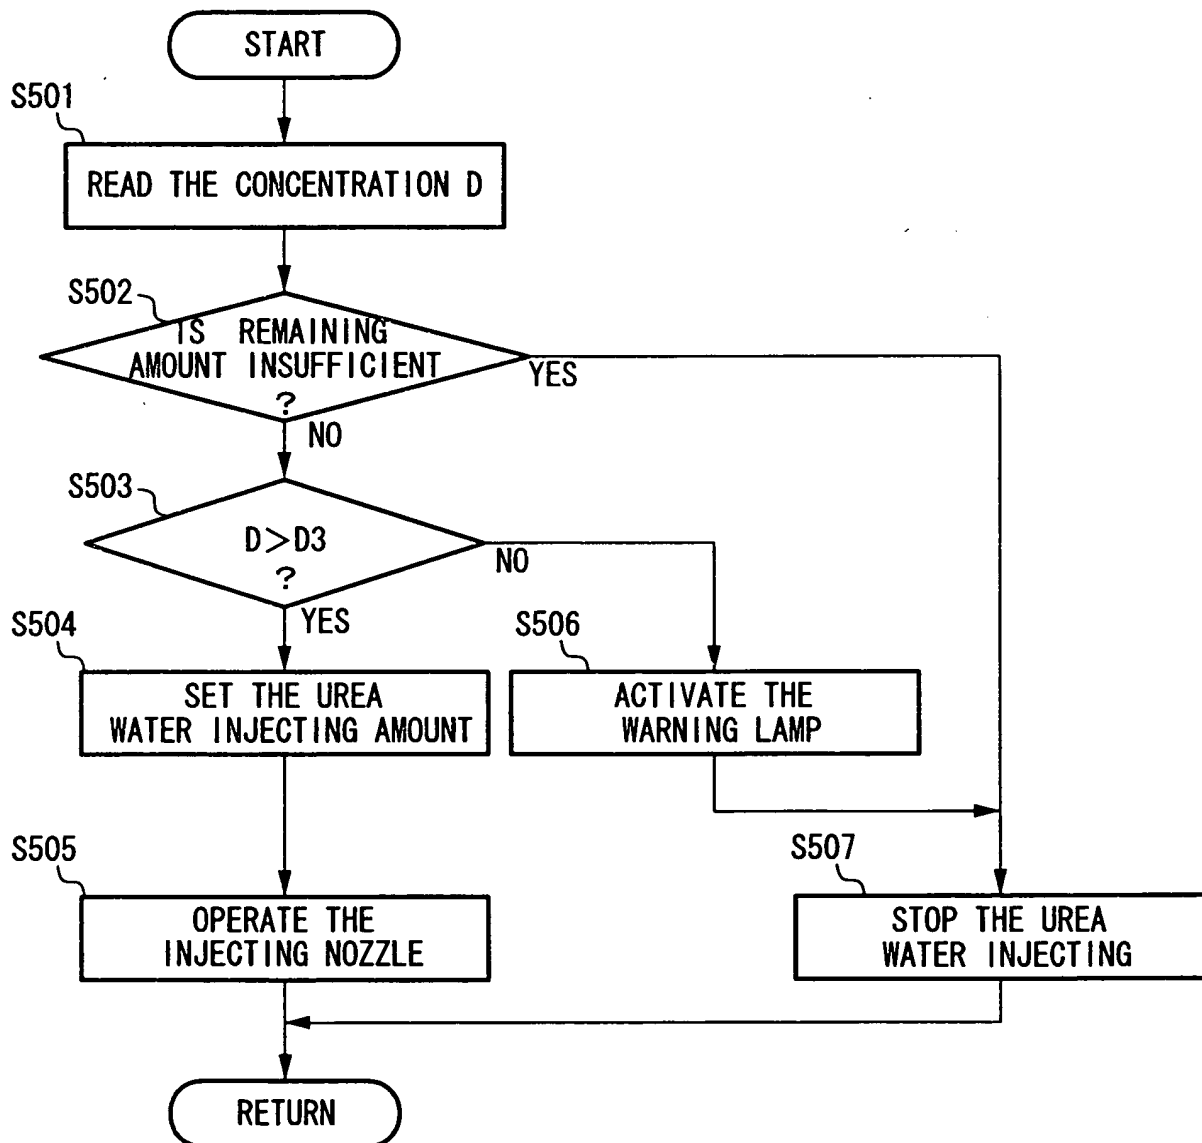 START
S501
READ THE CONCENTRATION D
S502
IS REMAINING
AMOUNT INSUFFICIENT
?
YES
NO
S503
D>D3
?
NO
YES
S504
SET THE UREA
WATER INJECTING AMOUNT
S506
ACTIVATE THE
WARNING LAMP
S505
OPERATE THE
INJECTING NOZZLE
S507
STOP THE UREA
WATER INJECTING
RETURN